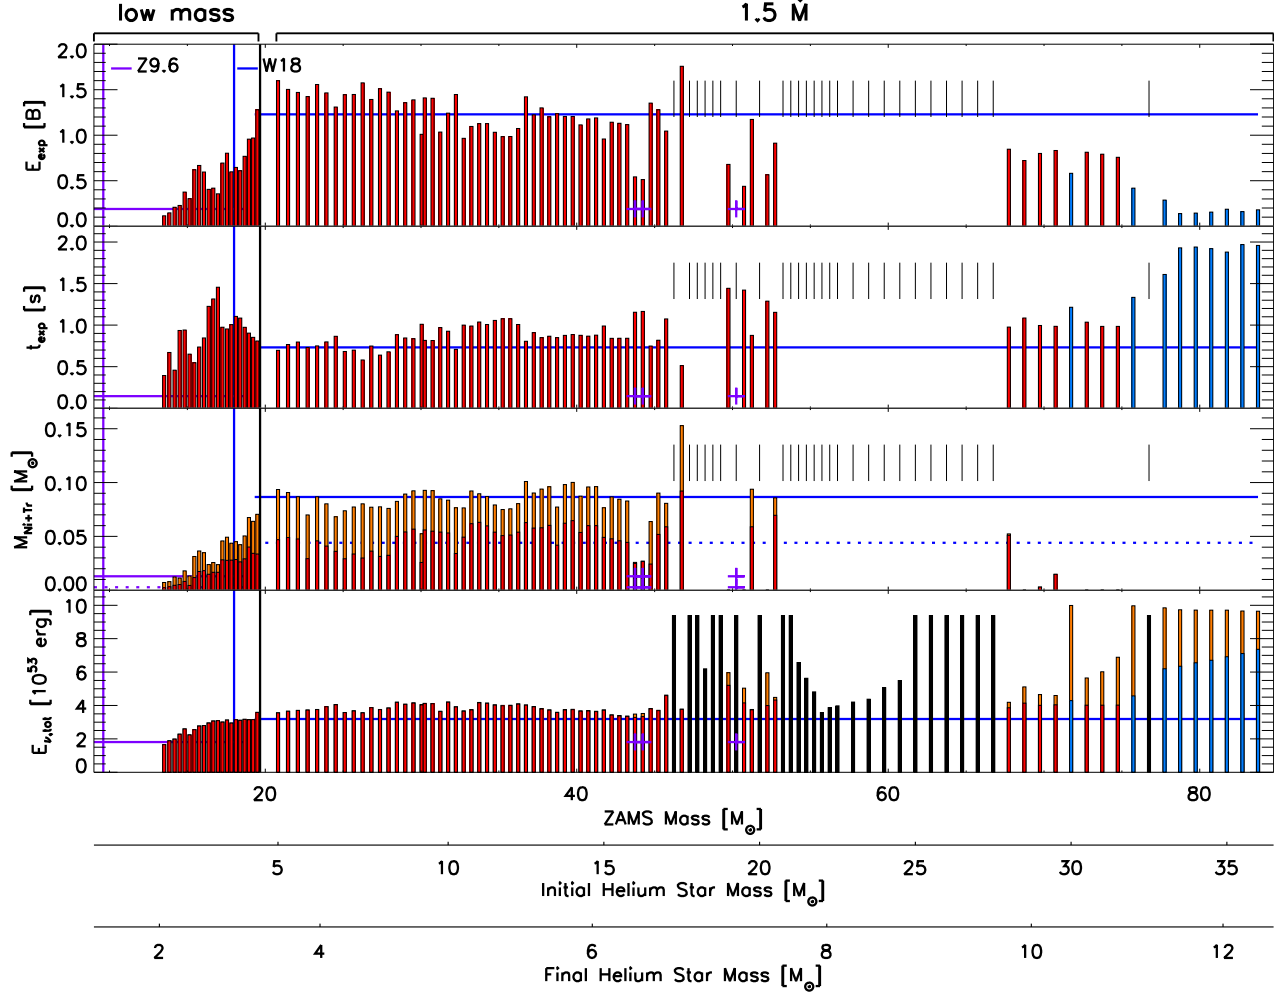 low mass
1.5 Ṁ
Z9.6
W18
E_exp [B]
2.0
1.5
1.0
0.5
0.0
t_exp [s]
2.0
1.5
1.0
0.5
0.0
M_Ni+Tr [M_⊙]
0.15
0.10
0.05
0.00
E_ν,tot [10^53 erg]
10
8
6
4
2
0
20 40 60 80
ZAMS Mass [M_⊙]
5 10 15 20 25 30 35
Initial Helium Star Mass [M_⊙]
2 4 6 8 10 12
Final Helium Star Mass [M_⊙]